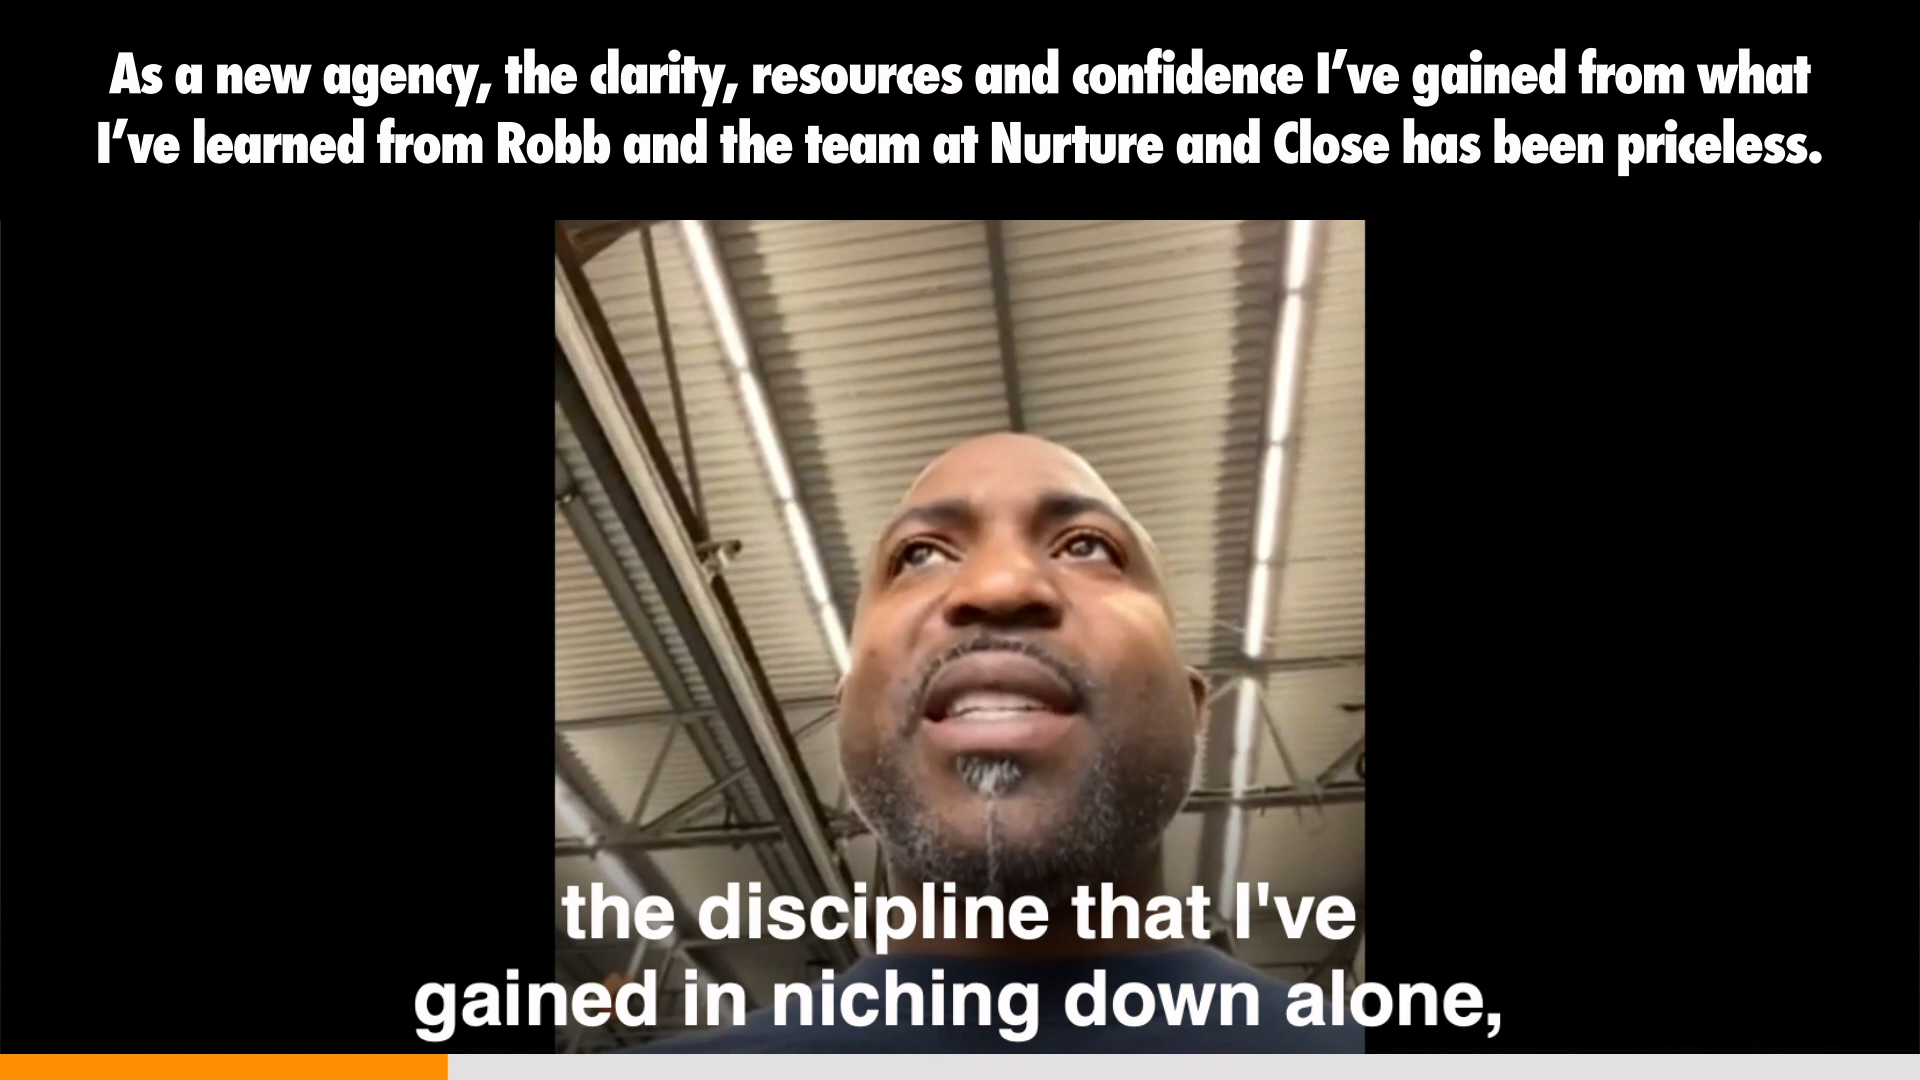 As a new agency, the clarity, resources and confidence I’ve gained from what
I’ve learned from Robb and the team at Nurture and Close has been priceless.
the discipline that I've
gained in niching down alone,